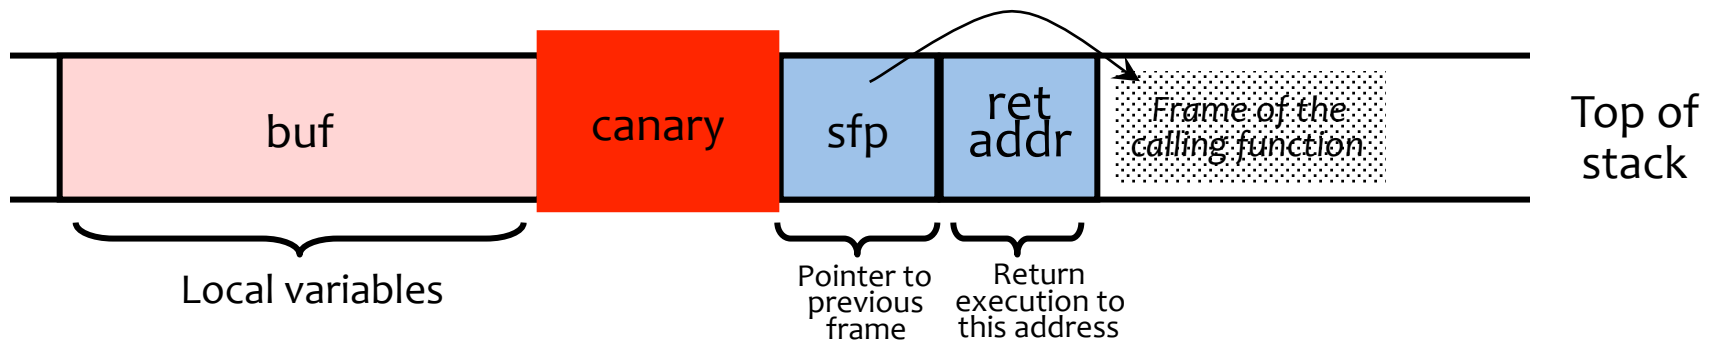 buf
canary
sfp
ret
addr
Frame of the
calling function
Top of
stack
Local variables
Pointer to
previous
frame
Return
execution to
this address